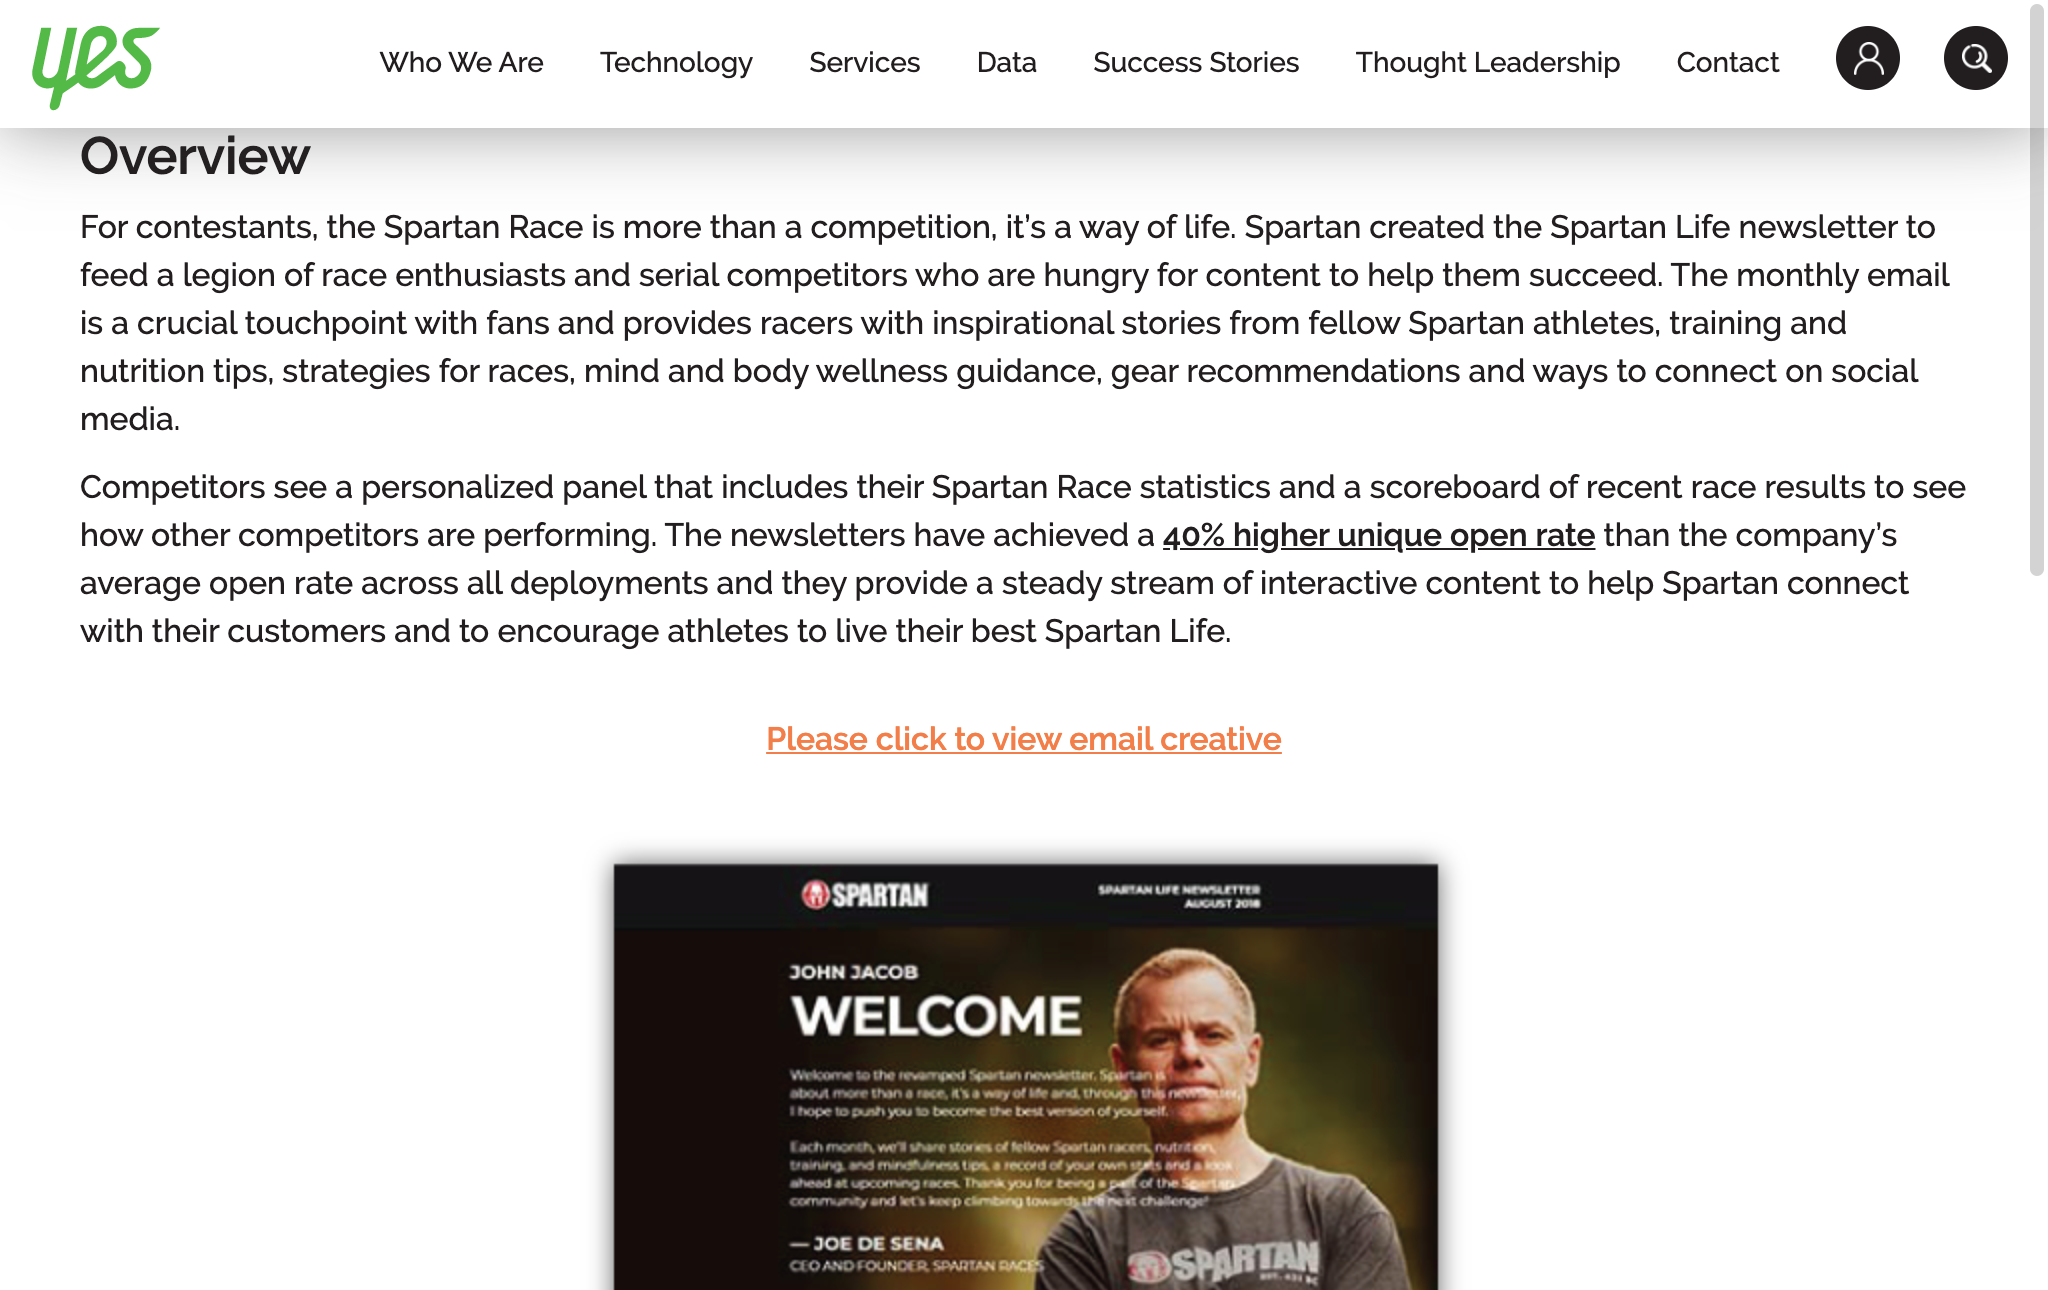 yes
Who We Are
Technology
Services
Data
Success Stories
Thought Leadership
Contact
Overview
For contestants, the Spartan Race is more than a competition, it's a way of life. Spartan created the Spartan Life newsletter to
feed a legion of race enthusiasts and serial competitors who are hungry for content to help them succeed. The monthly email
is a crucial touchpoint with fans and provides racers with inspirational stories from fellow Spartan athletes, training and
nutrition tips, strategies for races, mind and body wellness guidance, gear recommendations and ways to connect on social
media.
Competitors see a personalized panel that includes their Spartan Race statistics and a scoreboard of recent race results to see
how other competitors are performing. The newsletters have achieved a 40% higher unique open rate than the company's
average open rate across all deployments and they provide a steady stream of interactive content to help Spartan connect
with their customers and to encourage athletes to live their best Spartan Life.
Please click to view email creative
SPARTAN
SPARTAN LIFE NEWSLETTER
AUGUST 2018
JOHN JACOB
WELCOME
Welcome to the revamped Spartan newsletter. Spartan is
about more than a race, it's a way of life and, through this newsletter,
I hope to push you to become the best version of yourself.
Each month, we'll share stories of fellow Spartan racers, nutrition,
training, and mindfulness tips, a record of your own stats and a look
ahead at upcoming races. Thank you for being a part of the Spartan
community and let's keep climbing towards the next challenge!
— JOE DE SENA
CEO AND FOUNDER, SPARTAN RACES
SPARTAN